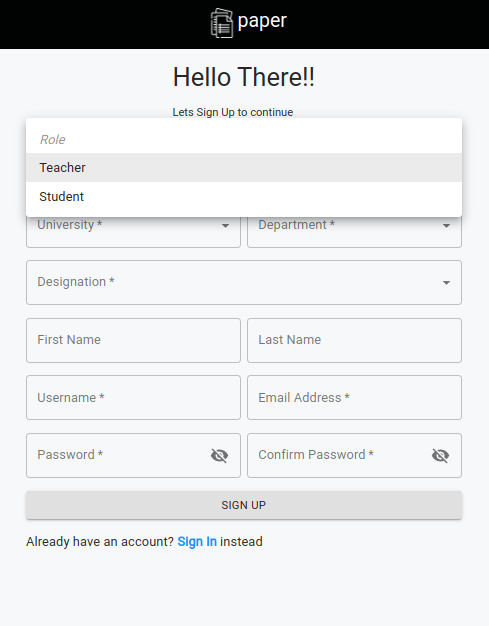 paper
Hello There!!
Lets Sign Up to continue
Role
Teacher
Student
University *
Department *
Designation *
First Name
Last Name
Username *
Email Address *
Password *
Confirm Password *
SIGN UP
Already have an account? Sign In instead